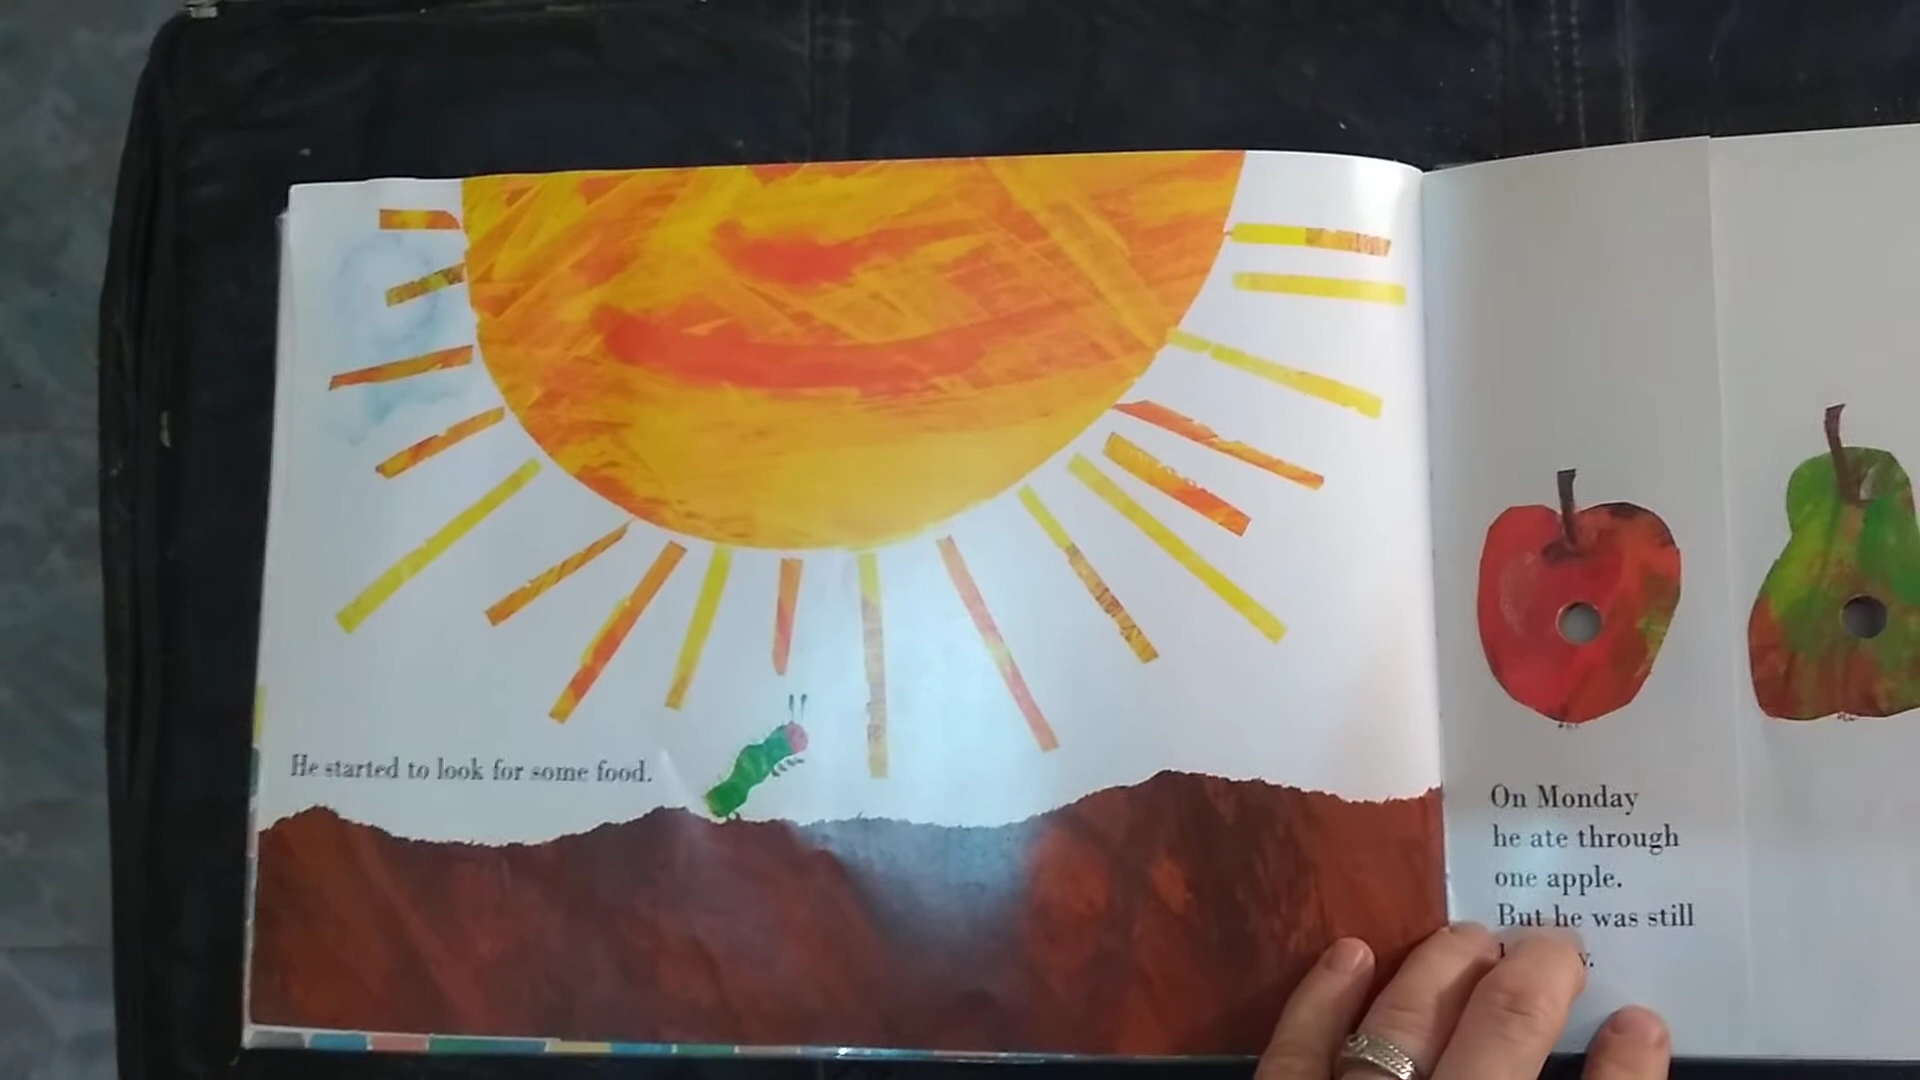 He started to look for some food.
On Monday
he ate through
one apple.
But he was still